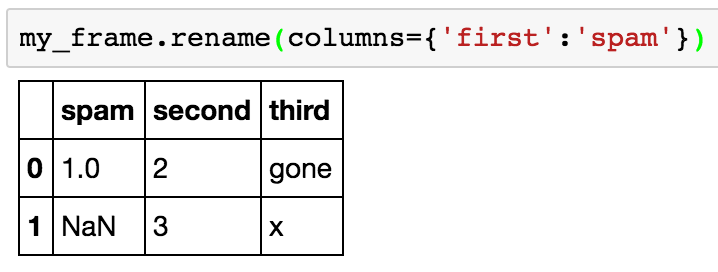 my_frame.rename(columns={'first':'spam'})
spam second third
0 1.0 2 gone
1 NaN 3 x